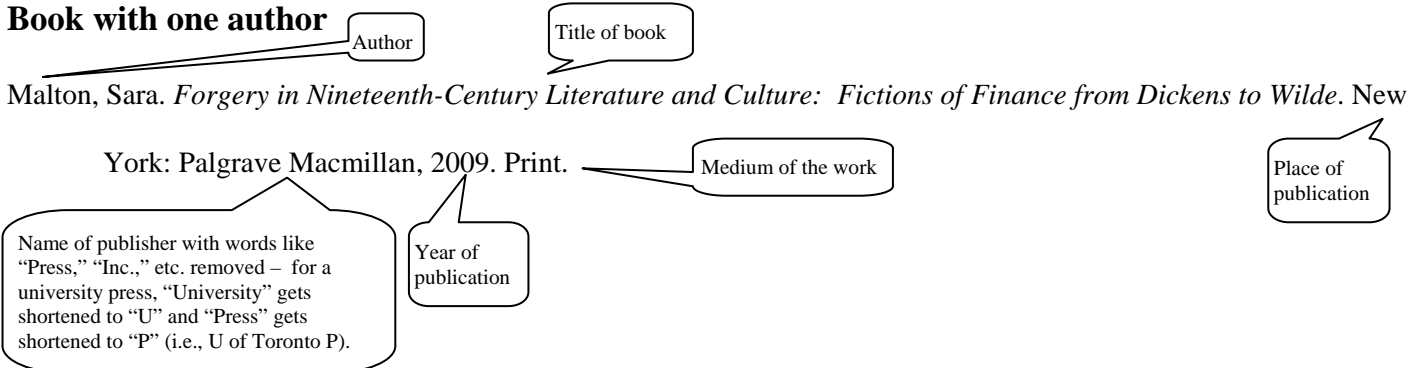 Book with one author
Author
Title of book
Malton, Sara. Forgery in Nineteenth-Century Literature and Culture:  Fictions of Finance from Dickens to Wilde. New
York: Palgrave Macmillan, 2009. Print.
Medium of the work
Place of
publication
Name of publisher with words like
“Press,” “Inc.,” etc. removed –  for a
university press, “University” gets
shortened to “U” and “Press” gets
shortened to “P” (i.e., U of Toronto P).
Year of
publication